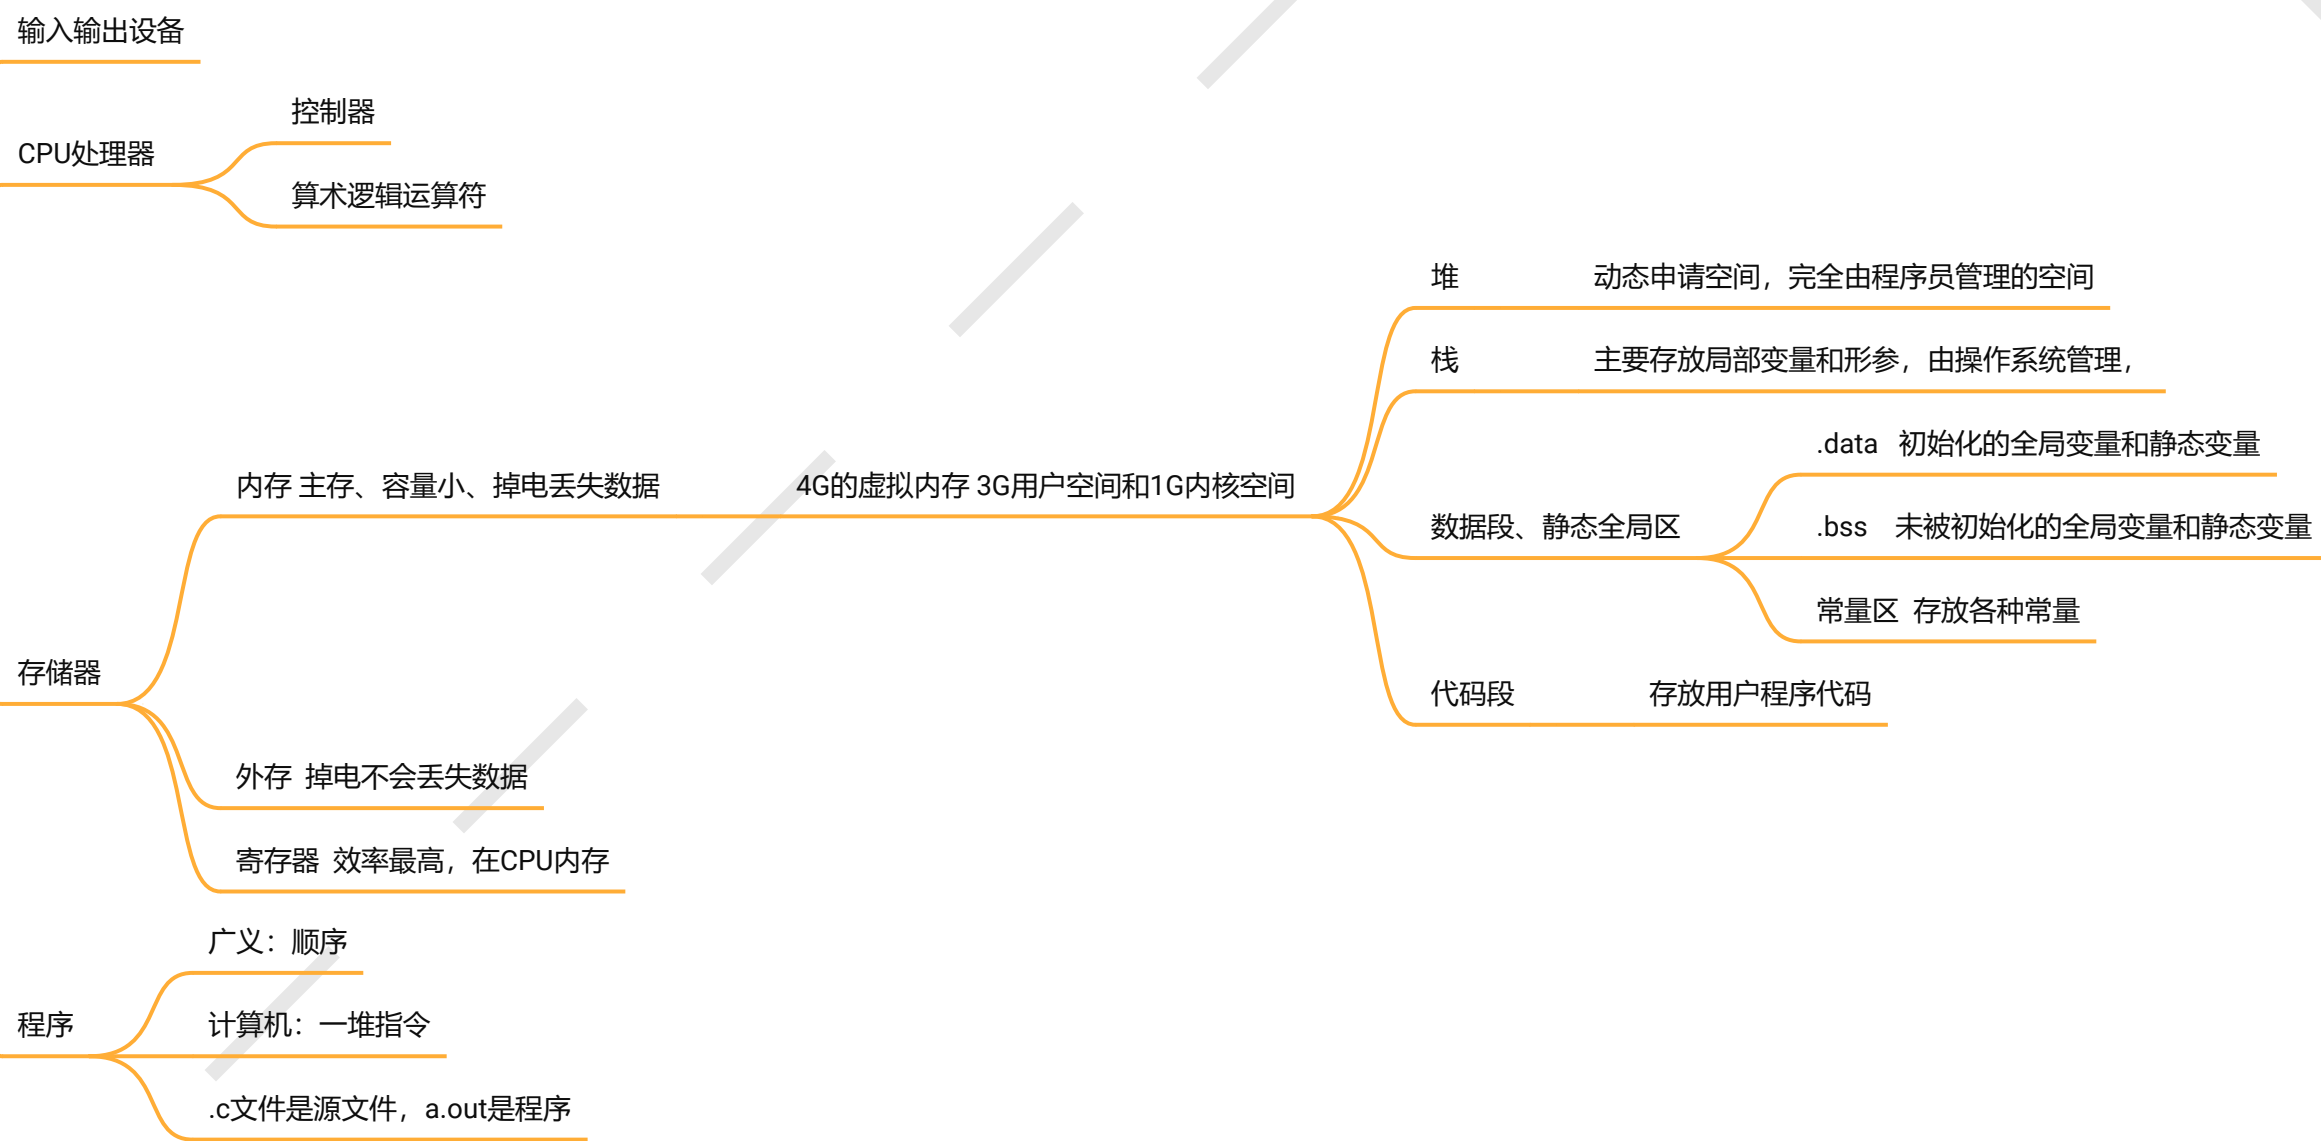 输入输出设备
CPU处理器
控制器
算术逻辑运算符
存储器
内存 主存、容量小、掉电丢失数据
4G的虚拟内存 3G用户空间和1G内核空间
堆 动态申请空间，完全由程序员管理的空间
栈 主要存放局部变量和形参，由操作系统管理，
数据段、静态全局区
.data 初始化的全局变量和静态变量
.bss 未被初始化的全局变量和静态变量
常量区 存放各种常量
代码段 存放用户程序代码
外存 掉电不会丢失数据
寄存器 效率最高，在CPU内存
程序
广义：顺序
计算机：一堆指令
.c文件是源文件，a.out是程序